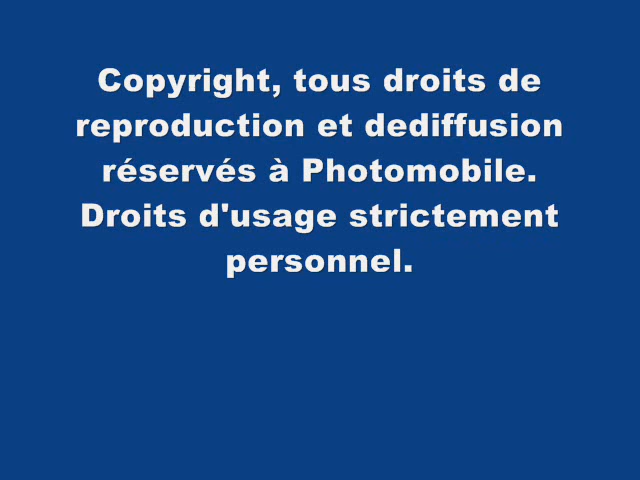 Copyright, tous droits de
reproduction et dediffusion
réservés à Photomobile.
Droits d'usage strictement
personnel.